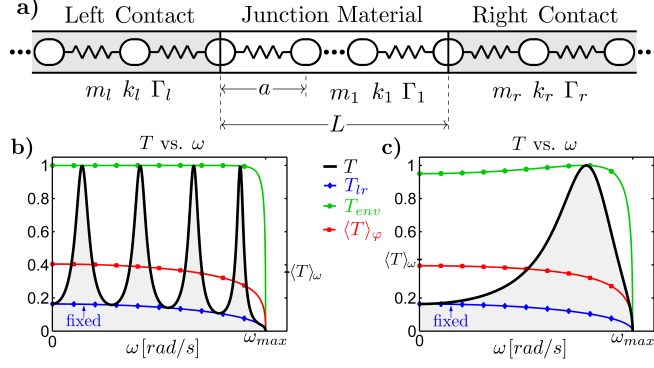 a)
Left Contact Junction Material Right Contact
m_l k_l Γ_l a m_1 k_1 Γ_1 m_r k_r Γ_r
L
b) T vs. ω
1
0.8
0.6
0.4
0.2
0
fixed
0
ω[rad/s]
ω_max
⟨T⟩_ω
T
T_lr
T_env
⟨T⟩_φ
c) T vs. ω
1
0.8
0.6
⟨T⟩_ω
0.4
0.2
0
fixed
0
ω[rad/s]
ω_max